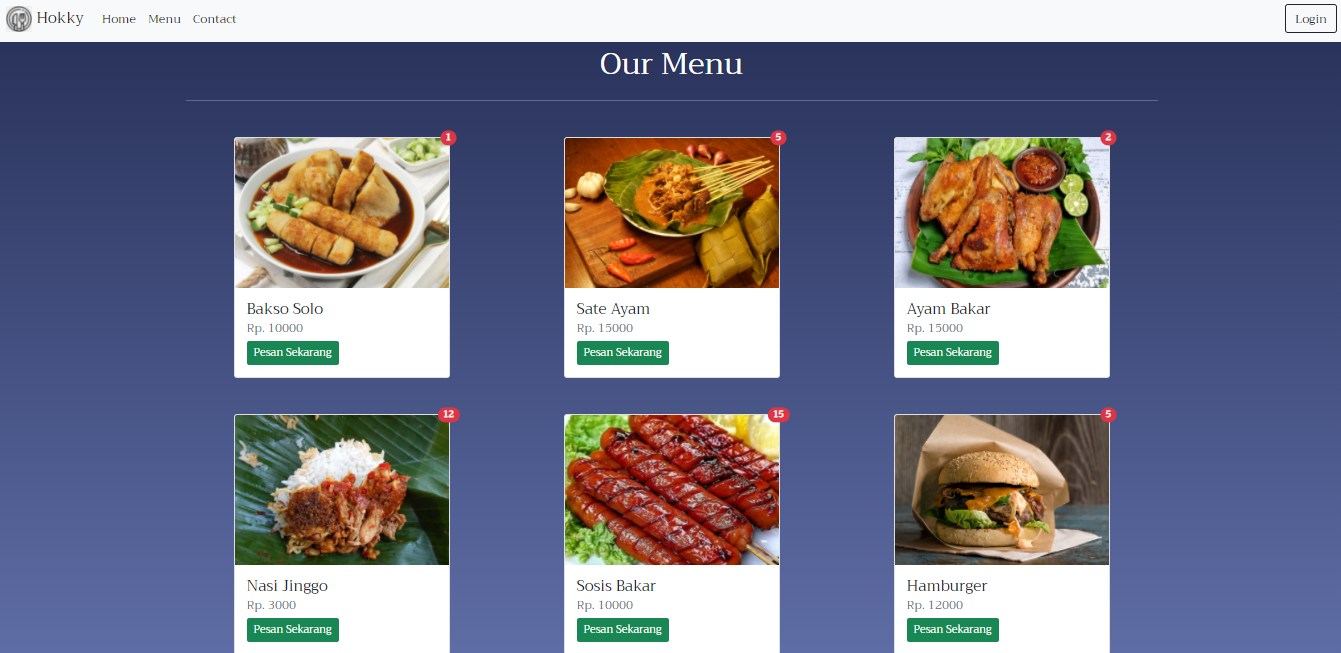 Hokky Home Menu Contact Login
Our Menu
1 5 2
Bakso Solo Sate Ayam Ayam Bakar
Rp. 10000 Rp. 15000 Rp. 15000
Pesan Sekarang Pesan Sekarang Pesan Sekarang
12 15 5
Nasi Jinggo Sosis Bakar Hamburger
Rp. 3000 Rp. 10000 Rp. 12000
Pesan Sekarang Pesan Sekarang Pesan Sekarang